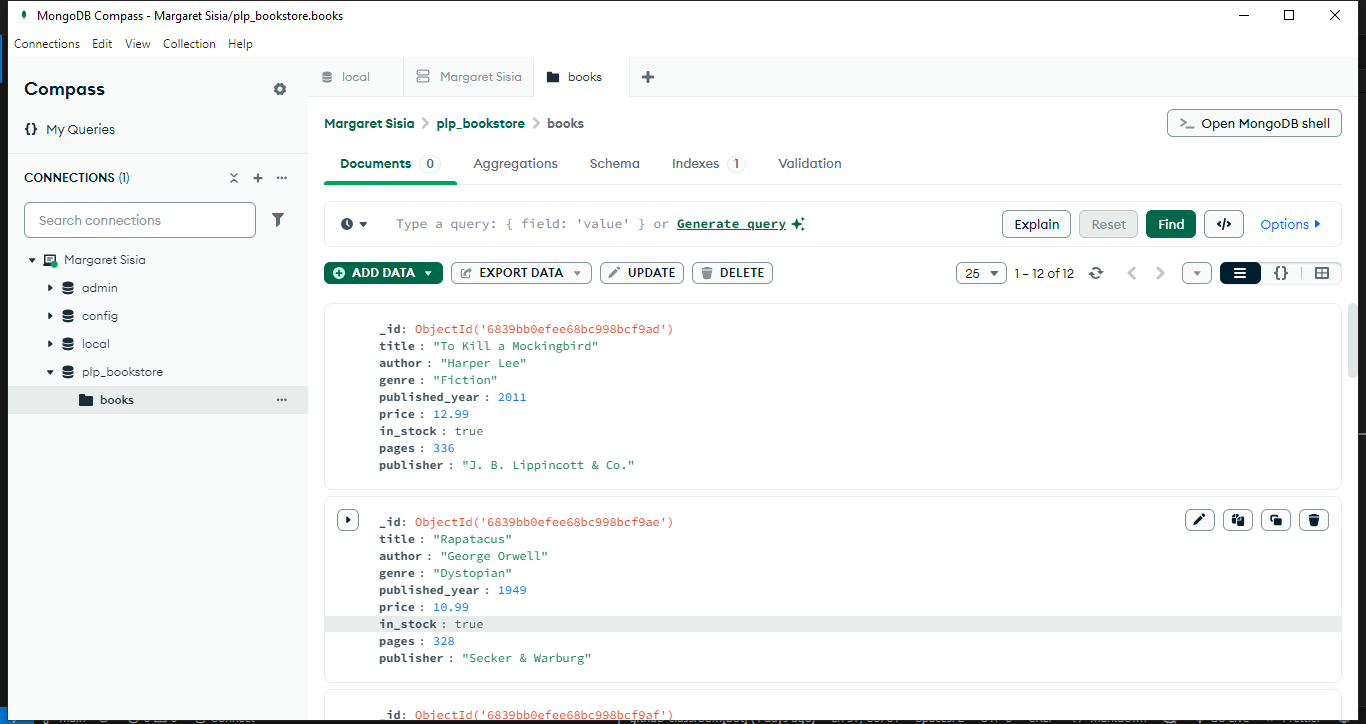 MongoDB Compass - Margaret Sisia/plp_bookstore.books
Connections Edit View Collection Help
Compass
My Queries
CONNECTIONS (1)
Search connections
Margaret Sisia
admin
config
local
plp_bookstore
books
local
Margaret Sisia
books
Margaret Sisia > plp_bookstore > books
Open MongoDB shell
Documents 0 Aggregations Schema Indexes 1 Validation
Type a query: { field: 'value' } or Generate query
Explain Reset Find </> Options
ADD DATA EXPORT DATA UPDATE DELETE
25 1 – 12 of 12
_id: ObjectId('6839bb0efee68bc998bcf9ad')
title : "To Kill a Mockingbird"
author : "Harper Lee"
genre : "Fiction"
published_year : 2011
price : 12.99
in_stock : true
pages : 336
publisher : "J. B. Lippincott & Co."
_id: ObjectId('6839bb0efee68bc998bcf9ae')
title : "Rapatacus"
author : "George Orwell"
genre : "Dystopian"
published_year : 1949
price : 10.99
in_stock : true
pages : 328
publisher : "Secker & Warburg"
_id: ObjectId('6839bb0efee68bc998bcf9af')